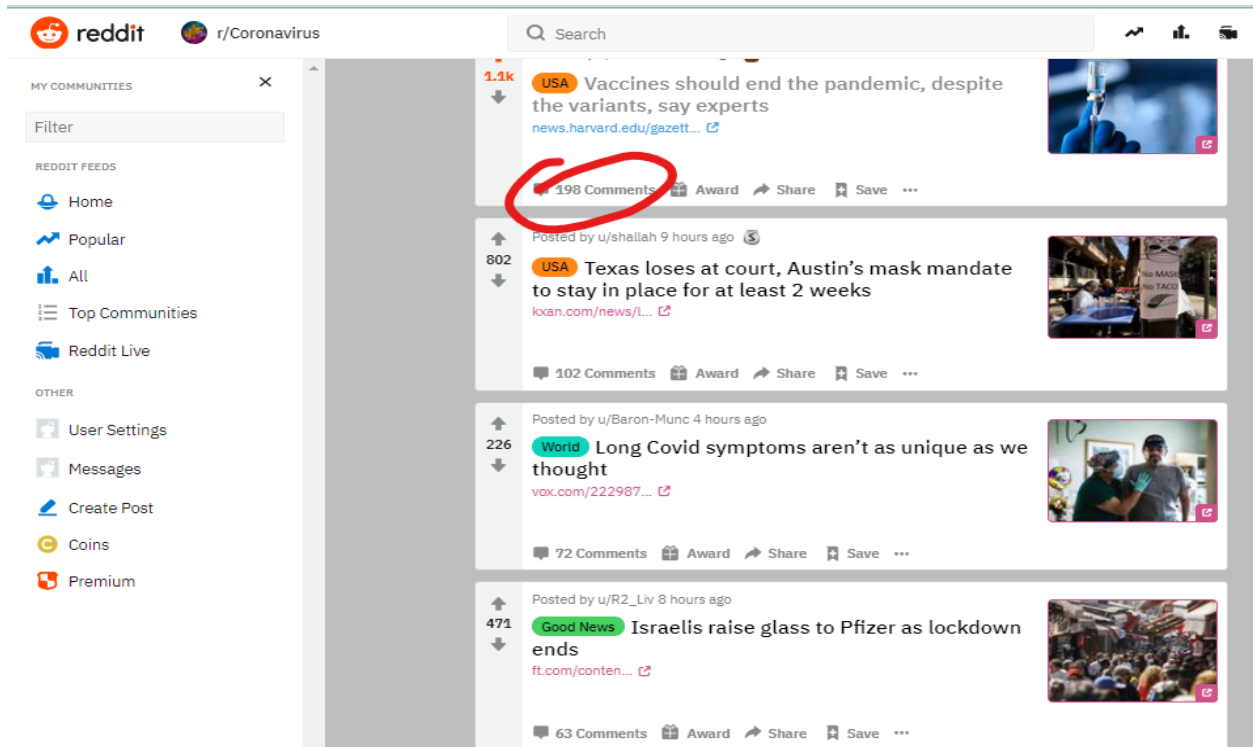 reddit
r/Coronavirus
Search
MY COMMUNITIES
Filter
REDDIT FEEDS
Home
Popular
All
Top Communities
Reddit Live
OTHER
User Settings
Messages
Create Post
Coins
Premium
1.1k
USA Vaccines should end the pandemic, despite
the variants, say experts
news.harvard.edu/gazett...
198 Comments Award Share Save ...
Posted by u/shallah 9 hours ago
802
USA Texas loses at court, Austin's mask mandate
to stay in place for at least 2 weeks
kxan.com/news/l...
No MASK
No TACO
102 Comments Award Share Save ...
Posted by u/Baron-Munc 4 hours ago
226
World Long Covid symptoms aren't as unique as we
thought
vox.com/222987...
72 Comments Award Share Save ...
Posted by u/R2_Liv 8 hours ago
471
Good News Israelis raise glass to Pfizer as lockdown
ends
ft.com/conten...
63 Comments Award Share Save ...